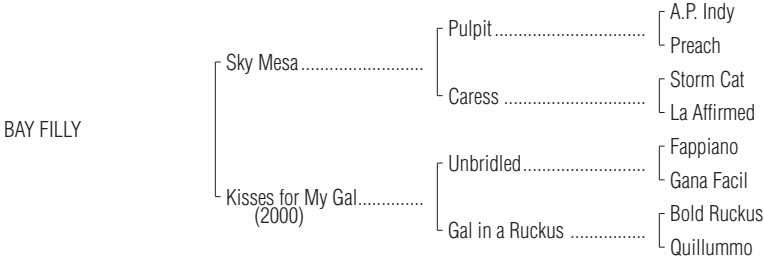 A.P. Indy
Pulpit................................
Preach
Sky Mesa..........................
Storm Cat
Caress ..............................
La Affirmed
BAY FILLY
Fappiano
Unbridled..........................
Gana Facil
Kisses for My Gal..............
(2000)
Bold Ruckus
Gal in a Ruckus ................
Quillummo